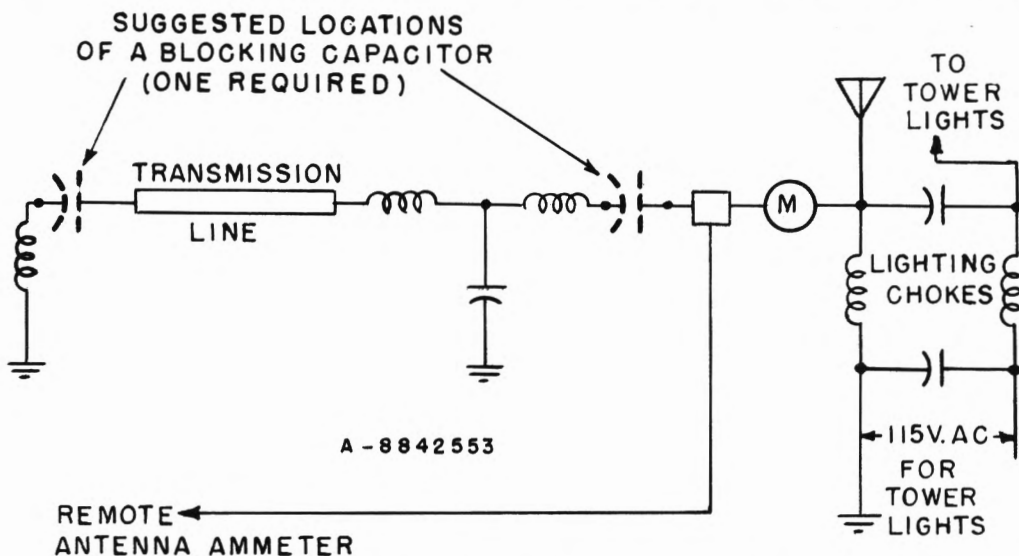 SUGGESTED LOCATIONS
OF A BLOCKING CAPACITOR
(ONE REQUIRED)
TO
TOWER
LIGHTS
TRANSMISSION
LINE
M
LIGHTING
CHOKES
A-8842553
115V. AC
FOR
TOWER
LIGHTS
REMOTE
ANTENNA AMMETER